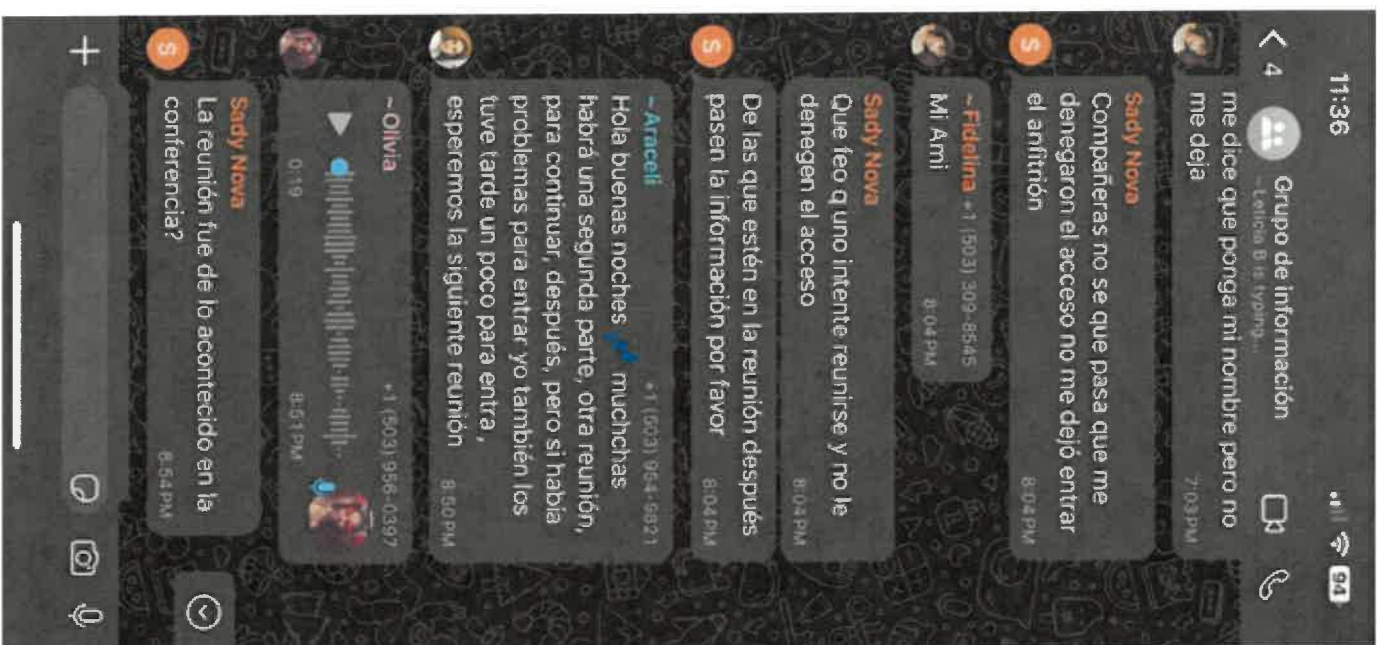 11:36
94
4
Grupo de información
~Leticia B is typing...
me dice que ponga mi nombre pero no
me deja
7:03 PM
Sady Nova
Compañeras no se que pasa que me
denegaron el acceso no me dejó entrar
el anfitrión
8:04 PM
~Fidelina +1 (503) 309-8545
Mi Ami
8:04 PM
Sady Nova
Que feo q uno intente reunirse y no le
denegen el acceso
8:04 PM
De las que estén en la reunión después
pasen la información por favor
8:04 PM
~Araceli +1 (503) 964-9821
Hola buenas noches 💤 muchchas
habrá una segunda parte, otra reunión,
para continuar, después, pero si había
problemas para entrar yo también los
tuve tarde un poco para entra ,
esperemos la siguiente reunión
8:50 PM
~Olivia +1 (503) 956-0397
0:19
8:51 PM
Sady Nova
La reunión fue de lo acontecido en la
conferencia?
8:54 PM